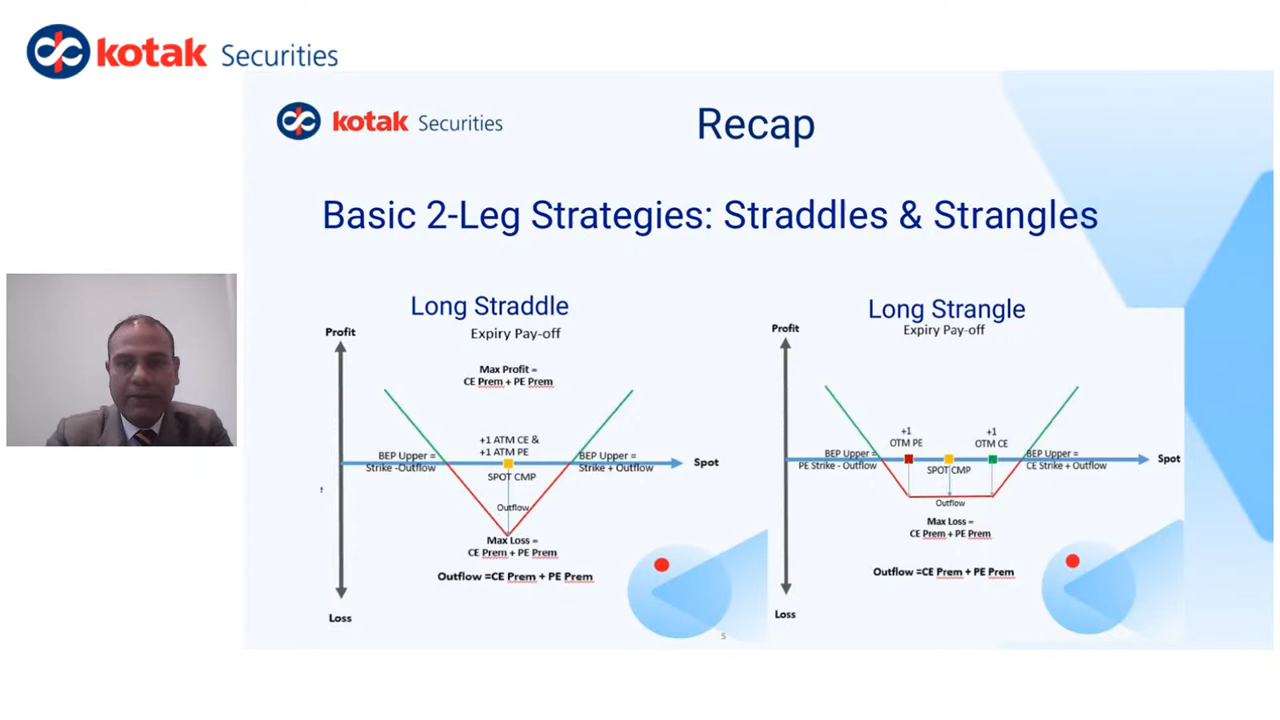 kotak Securities
kotak Securities
Recap
Basic 2-Leg Strategies: Straddles & Strangles
Long Straddle
Expiry Pay-off
Profit
Max Profit =
CE Prem + PE Prem
+1 ATM CE &
+1 ATM PE
BEP Upper =
Strike -Outflow
BEP Upper =
Strike + Outflow
Spot
SPOT CMP
Outflow
Max Loss =
CE Prem + PE Prem
Outflow =CE Prem + PE Prem
Loss
Long Strangle
Expiry Pay-off
Profit
+1
OTM PE
+1
OTM CE
BEP Upper =
PE Strike - Outflow
BEP Upper =
CE Strike + Outflow
Spot
SPOT CMP
Outflow
Max Loss =
CE Prem + PE Prem
Outflow =CE Prem + PE Prem
Loss
5